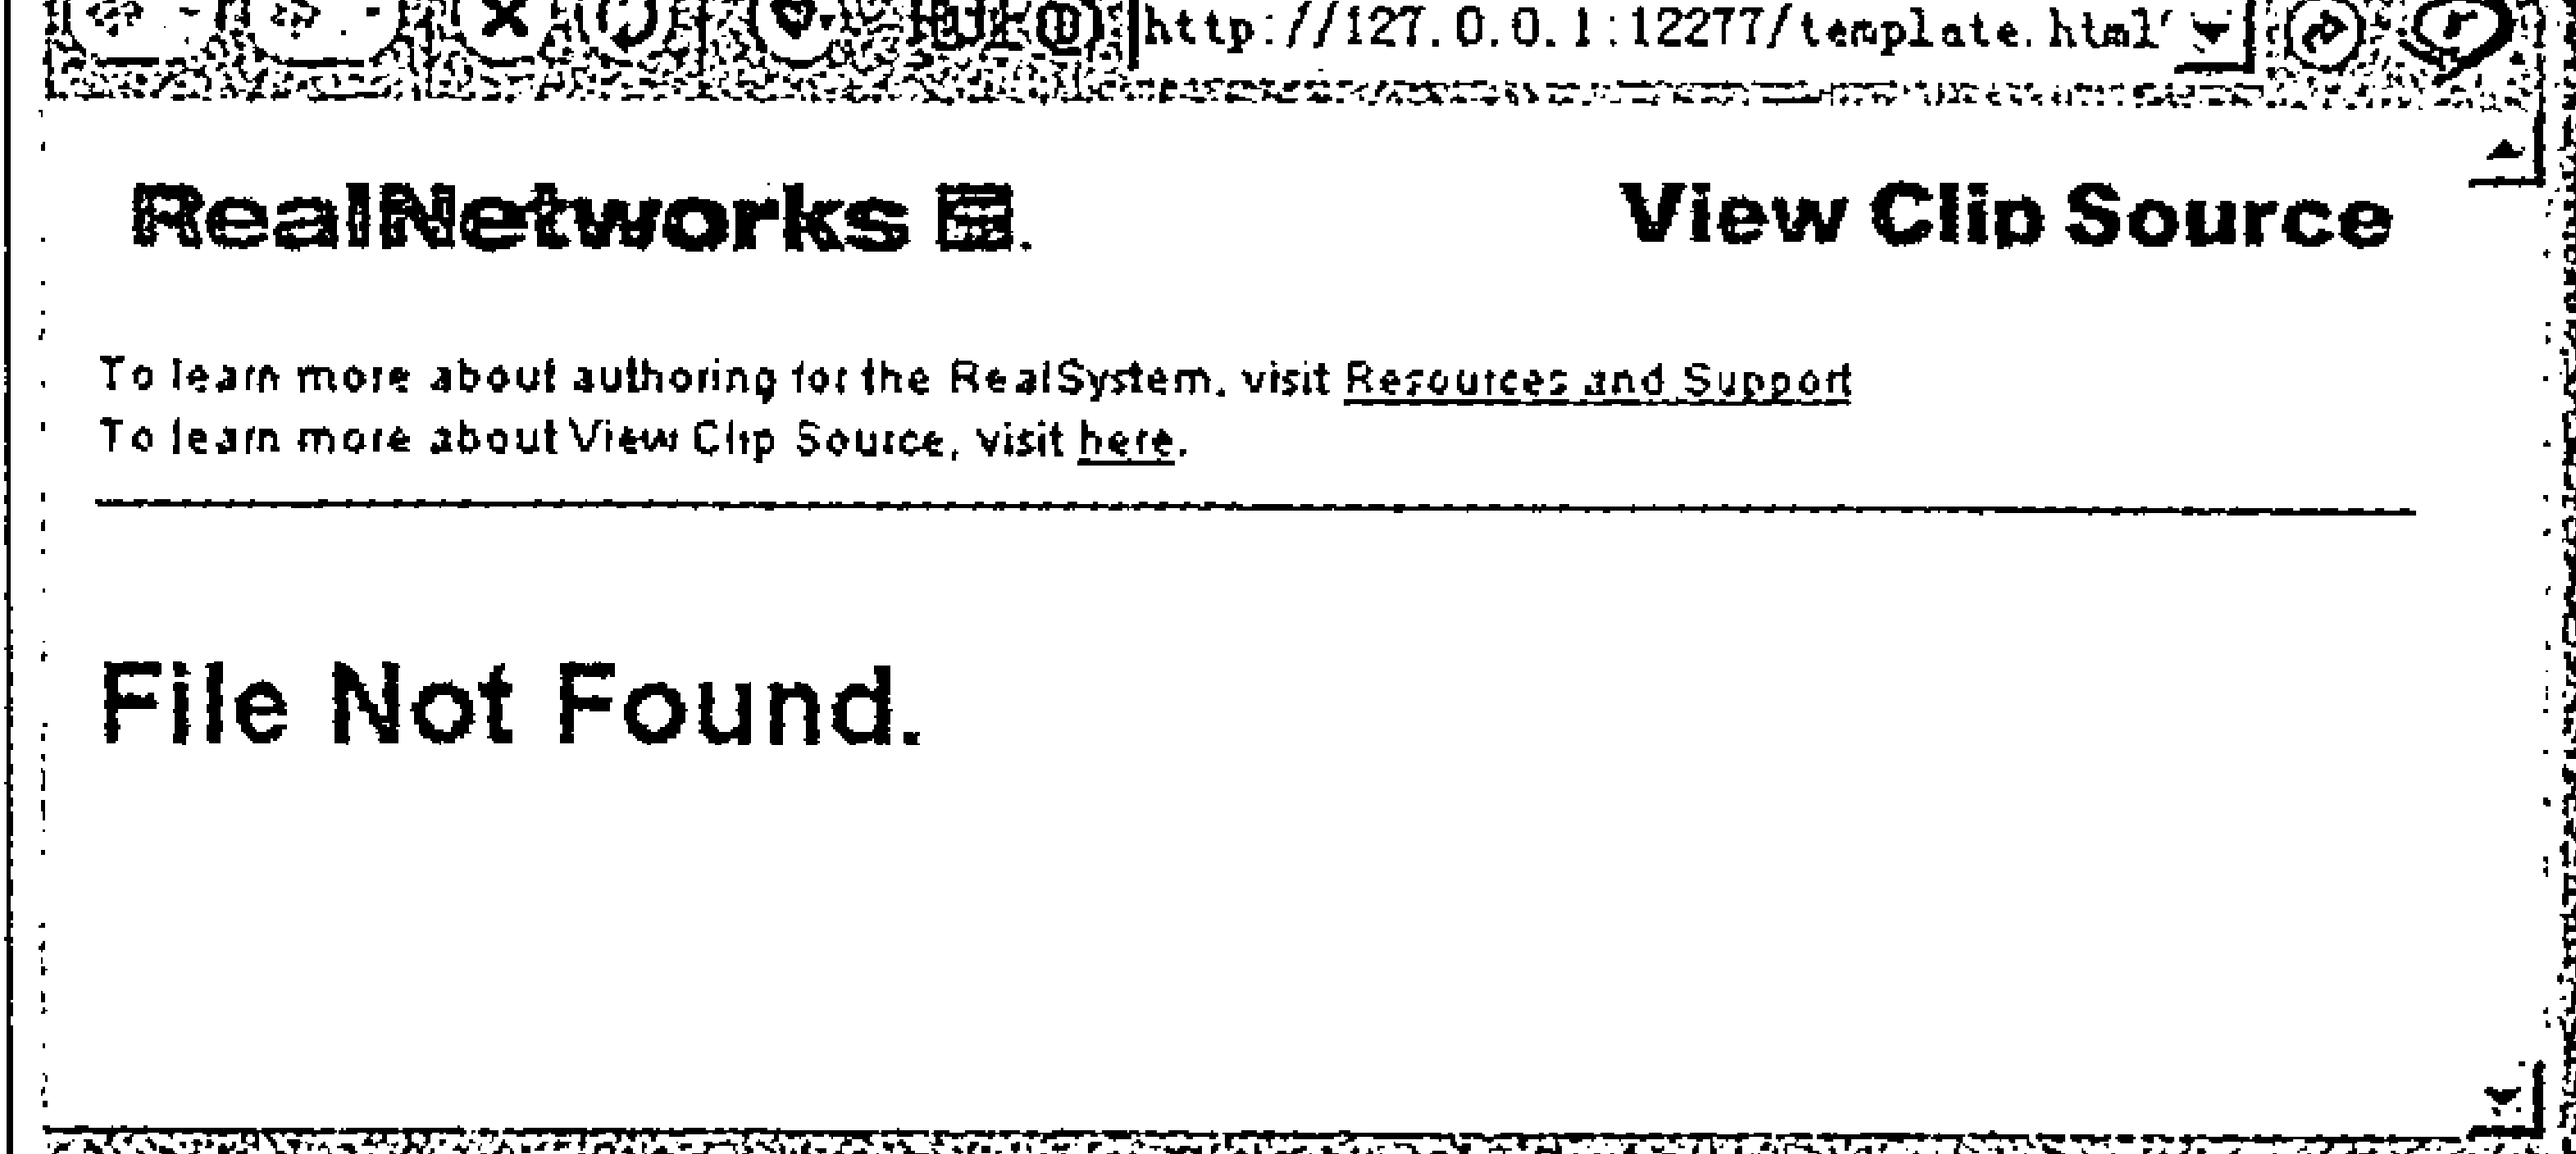 http://127.0.0.1:12277/template.html
RealNetworks
View Clip Source
To learn more about authoring for the RealSystem, visit Resources and Support
To learn more about View Clip Source, visit here.
File Not Found.